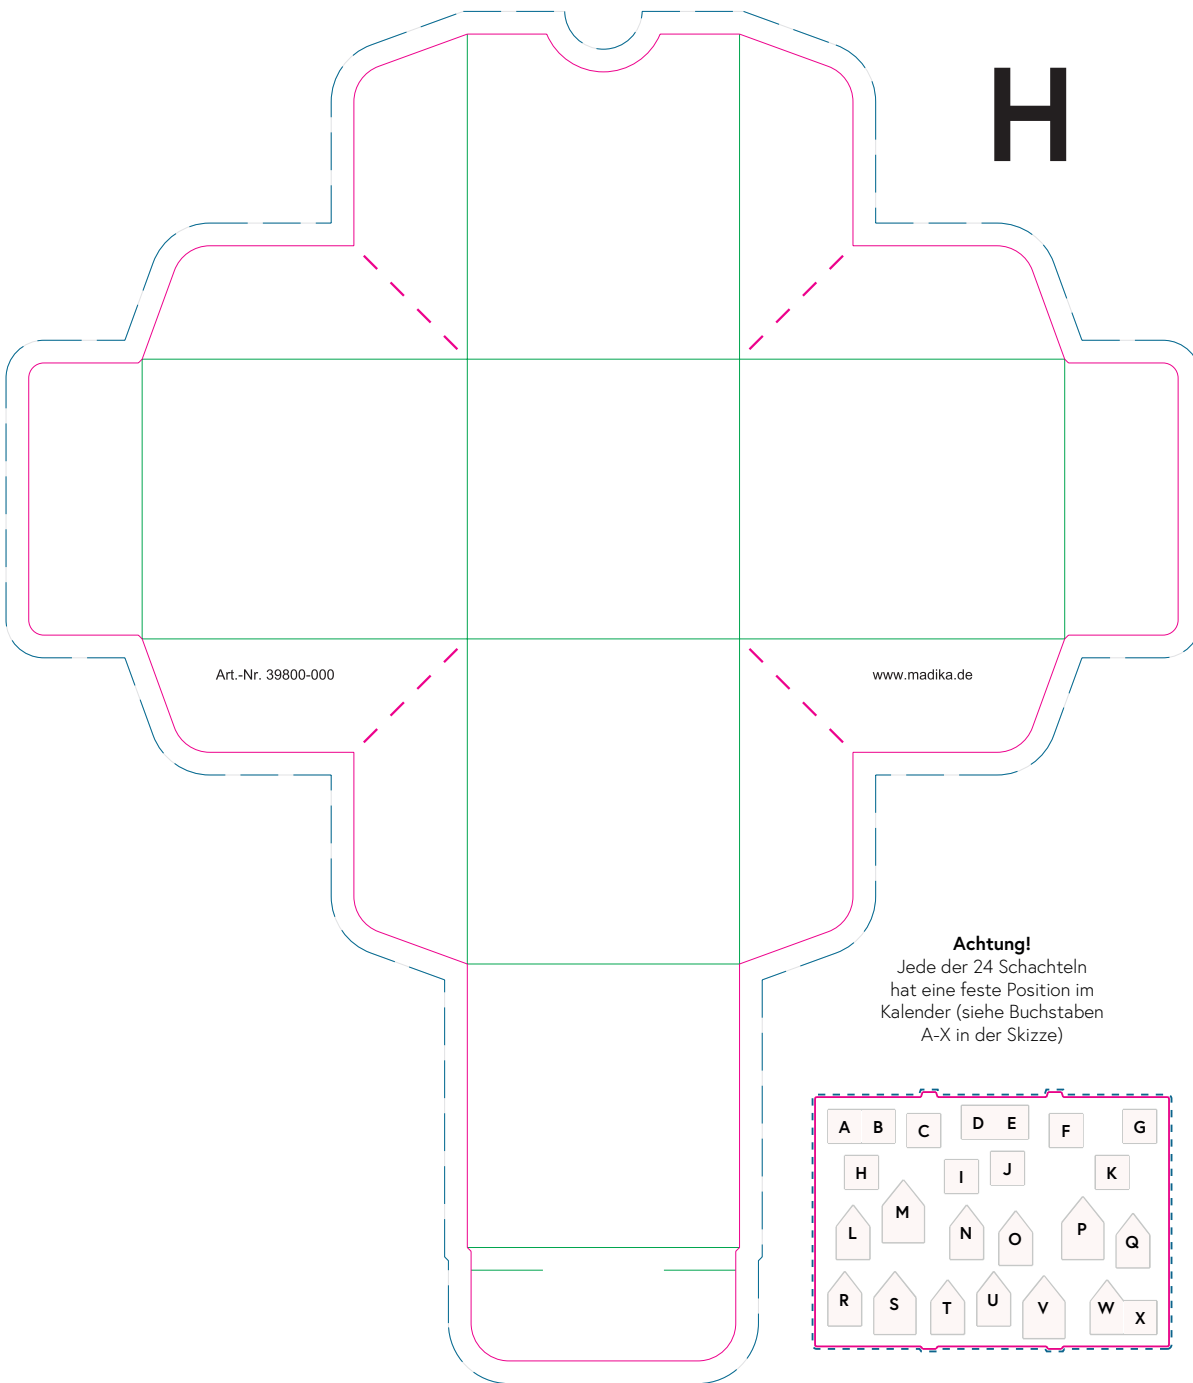 H
Art.-Nr. 39800-000
www.madika.de
Achtung!
Jede der 24 Schachteln
hat eine feste Position im
Kalender (siehe Buchstaben
A-X in der Skizze)
A B C D E F G
H I J K
L M N O P Q
R S T U V W X